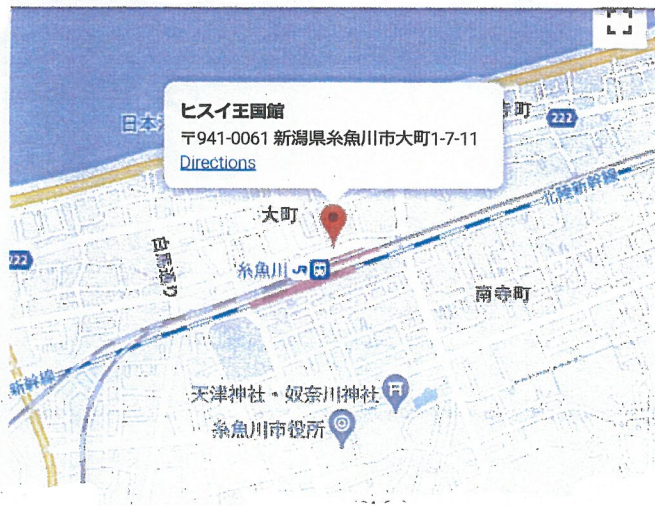 ヒスイ王国館
〒941-0061 新潟県糸魚川市大町1-7-11
Directions
日本
寺町
222
北陸新幹線
大町
222
白馬通り
糸魚川 JR
南寺町
新幹線
天津神社・奴奈川神社
糸魚川市役所